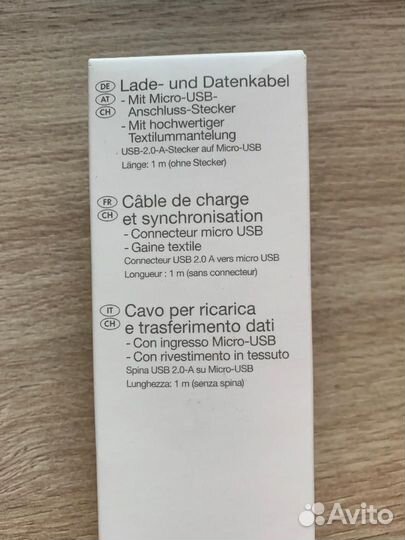 DE Lade- und Datenkabel
AT - Mit Micro-USB-
CH Anschluss-Stecker
- Mit hochwertiger
Textilummantelung
USB-2.0-A-Stecker auf Micro-USB
Länge: 1 m (ohne Stecker)
FR Câble de charge
CH et synchronisation
- Connecteur micro USB
- Gaine textile
Connecteur USB 2.0 A vers micro USB
Longueur : 1 m (sans connecteur)
IT Cavo per ricarica
CH e trasferimento dati
- Con ingresso Micro-USB
- Con rivestimento in tessuto
Spina USB 2.0-A su Micro-USB
Lunghezza: 1 m (senza spina)
Avito